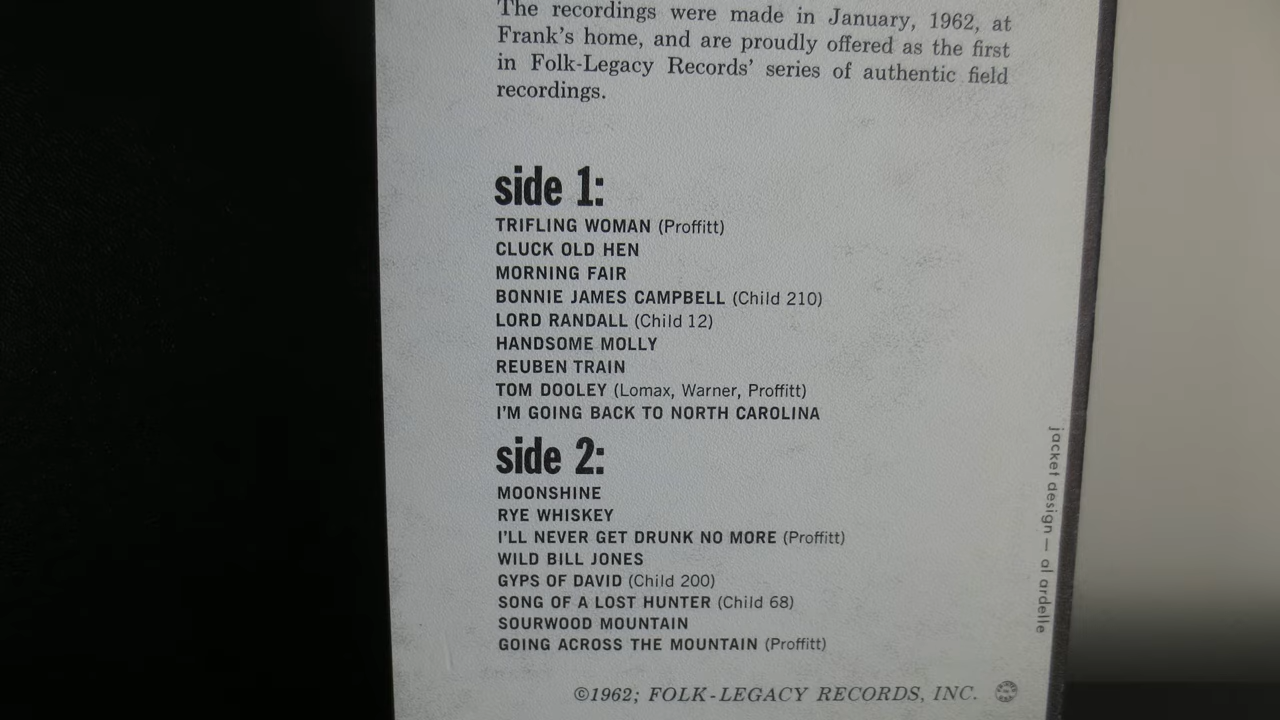 The recordings were made in January, 1962, at
Frank's home, and are proudly offered as the first
in Folk-Legacy Records' series of authentic field
recordings.
side 1:
TRIFLING WOMAN (Proffitt)
CLUCK OLD HEN
MORNING FAIR
BONNIE JAMES CAMPBELL (Child 210)
LORD RANDALL (Child 12)
HANDSOME MOLLY
REUBEN TRAIN
TOM DOOLEY (Lomax, Warner, Proffitt)
I'M GOING BACK TO NORTH CAROLINA
side 2:
MOONSHINE
RYE WHISKEY
I'LL NEVER GET DRUNK NO MORE (Proffitt)
WILD BILL JONES
GYPS OF DAVID (Child 200)
SONG OF A LOST HUNTER (Child 68)
SOURWOOD MOUNTAIN
GOING ACROSS THE MOUNTAIN (Proffitt)
©1962; FOLK-LEGACY RECORDS, INC.
jacket design — al ardelle